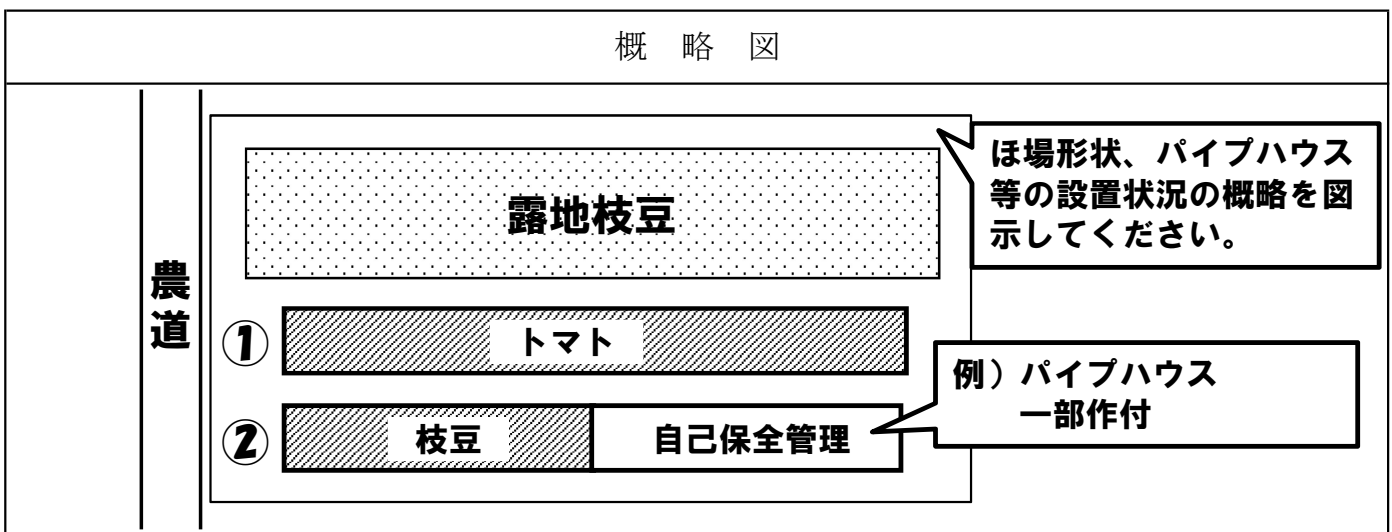 概 略 図
ほ場形状、パイプハウス
等の設置状況の概略を図
示してください。
露地枝豆
農道
① トマト
例）パイプハウス
一部作付
② 枝豆 自己保全管理